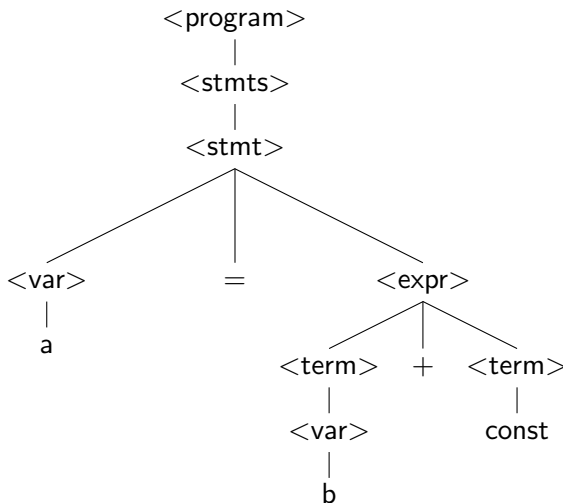 <program>
<stmts>
<stmt>
<var> = <expr>
a
<term> + <term>
<var> const
b